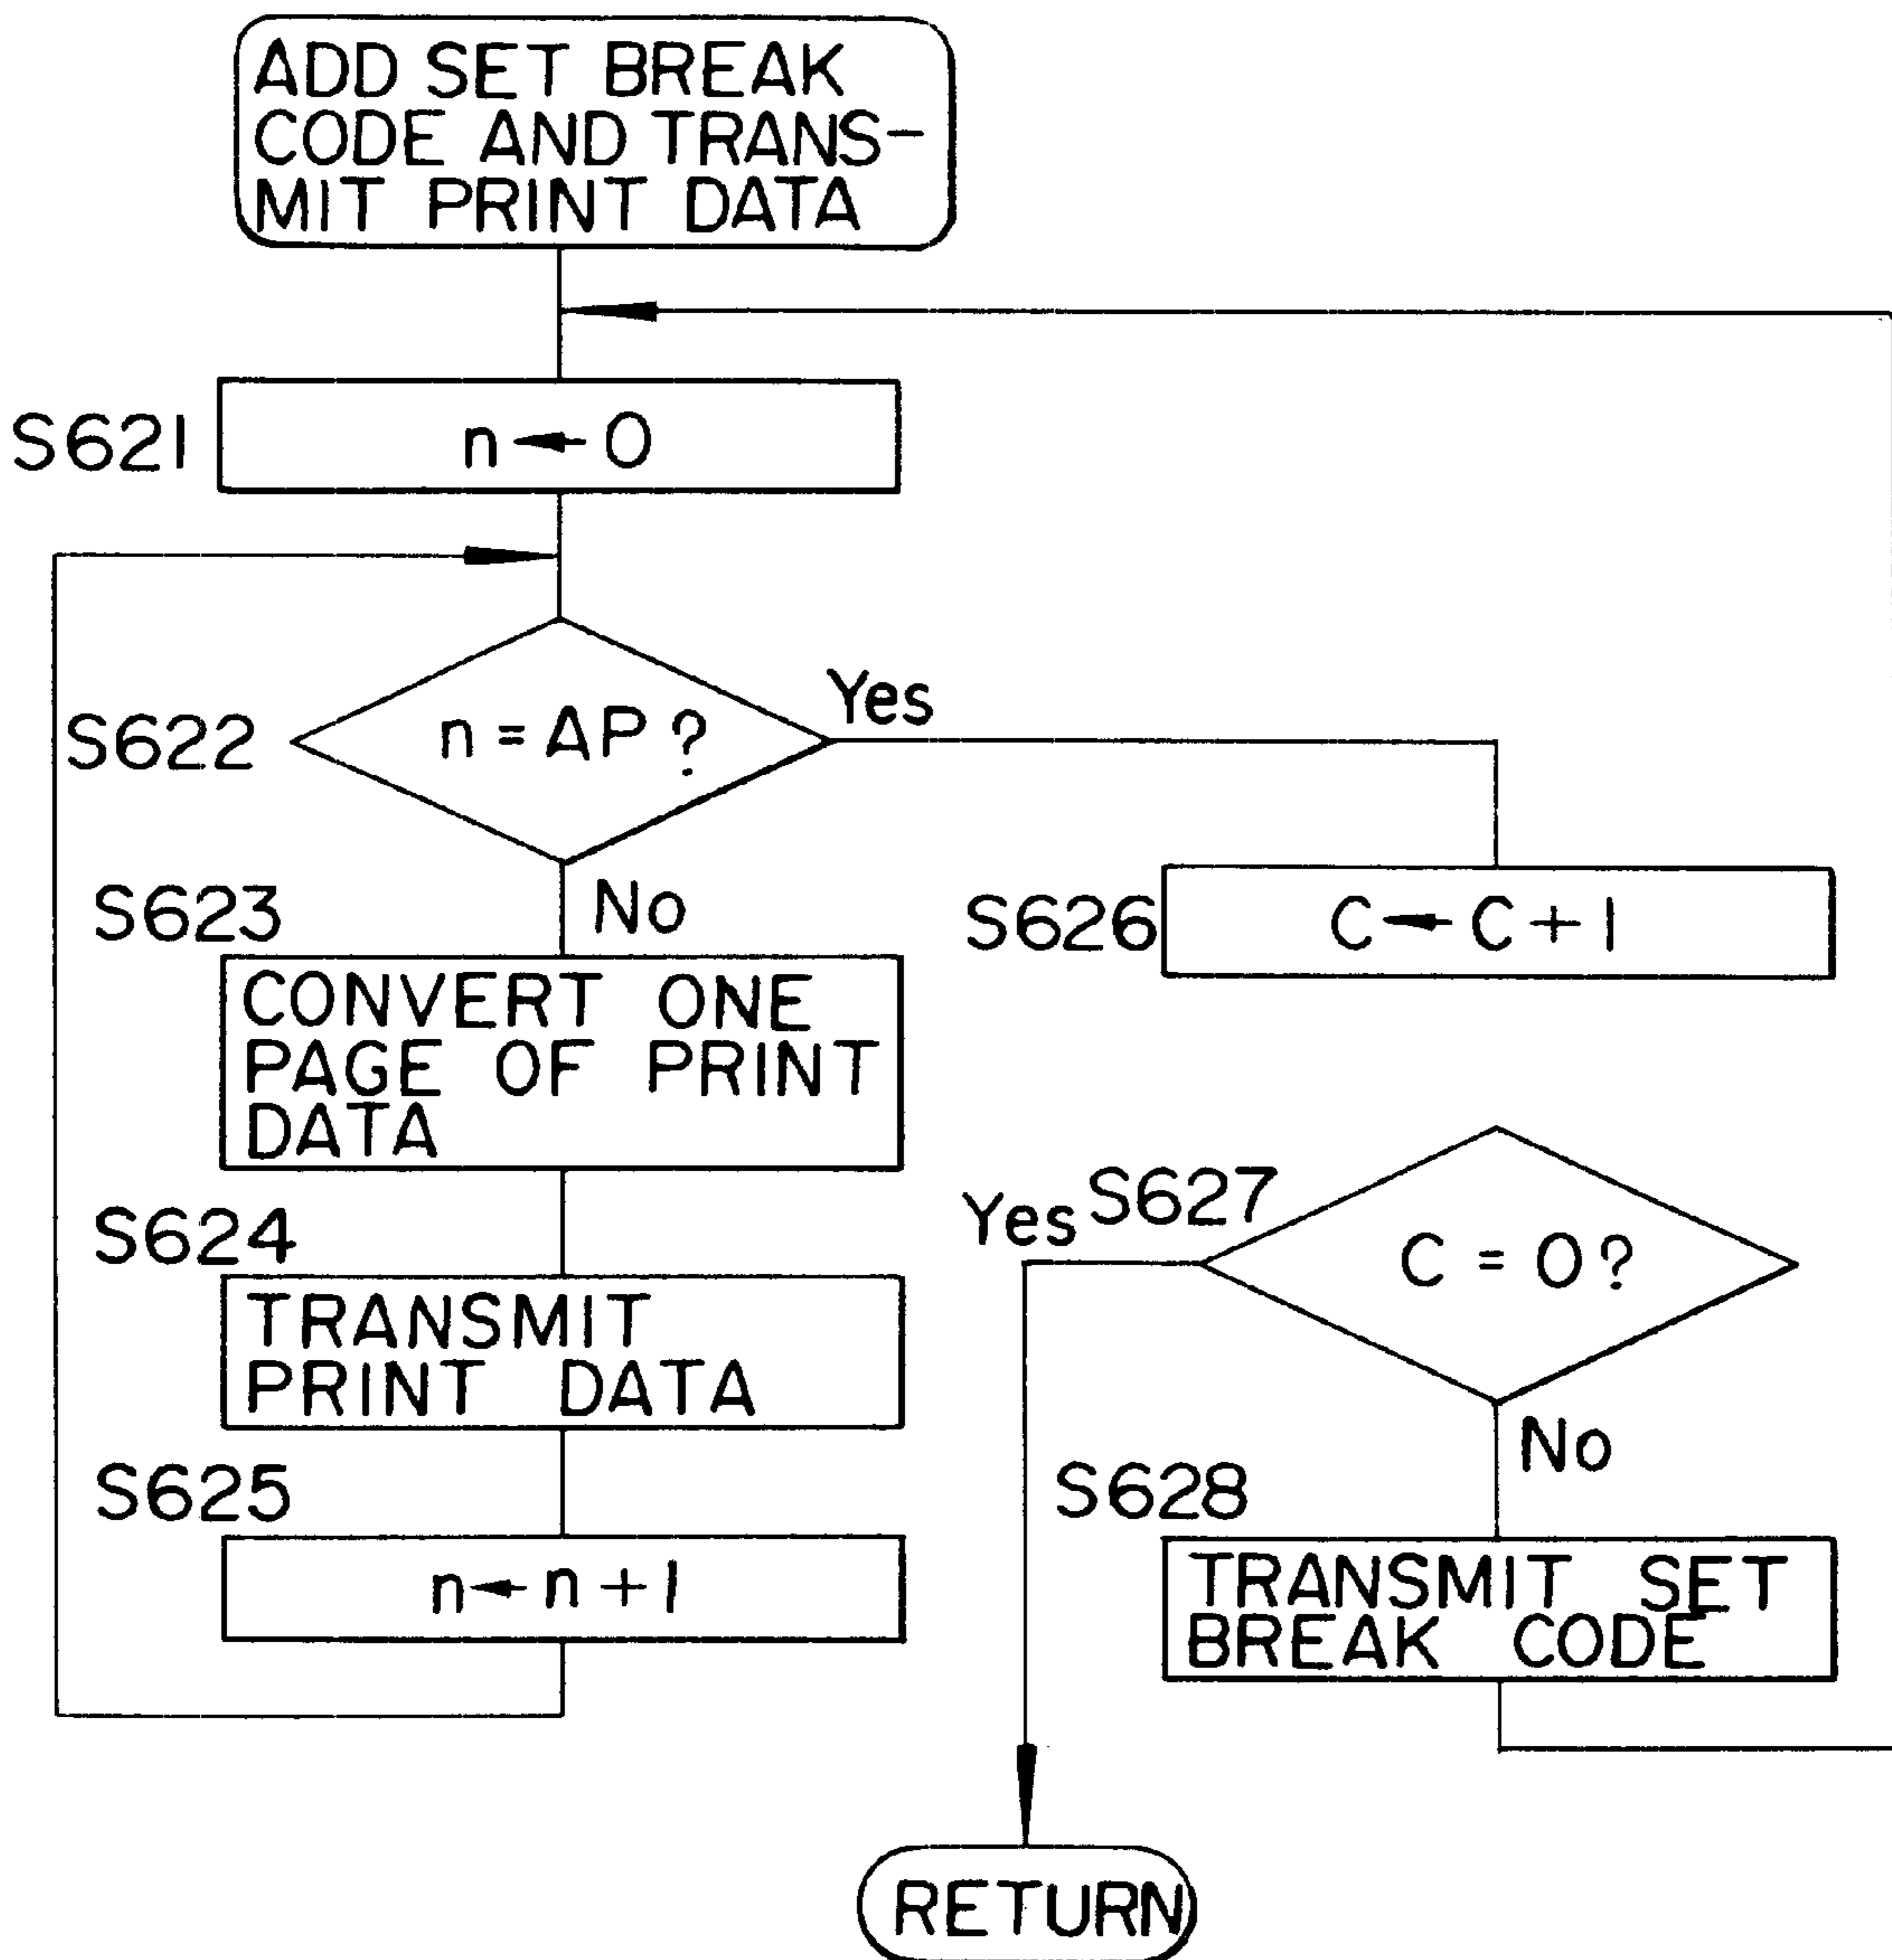 ADD SET BREAK
CODE AND TRANS-
MIT PRINT DATA
S621
n ← 0
S622
n = AP ?
Yes
No
S623
CONVERT ONE
PAGE OF PRINT
DATA
S624
TRANSMIT
PRINT DATA
S625
n ← n + 1
S626
C ← C + 1
S627
C = 0 ?
Yes
No
S628
TRANSMIT SET
BREAK CODE
RETURN